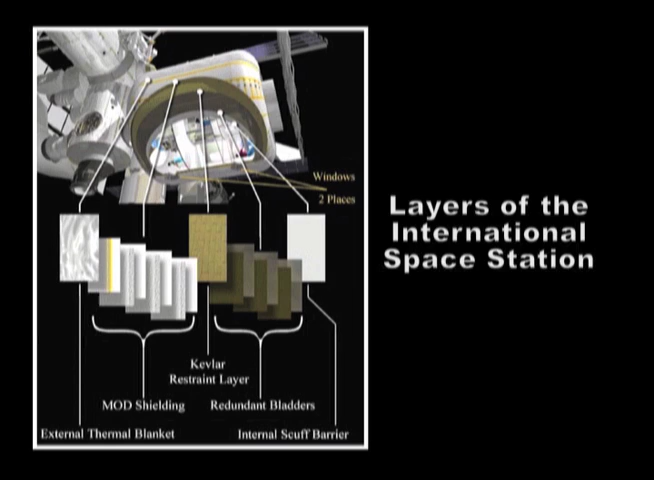 Windows
2 Places
Layers of the
International
Space Station
Kevlar
Restraint Layer
MOD Shielding
Redundant Bladders
External Thermal Blanket
Internal Scuff Barrier